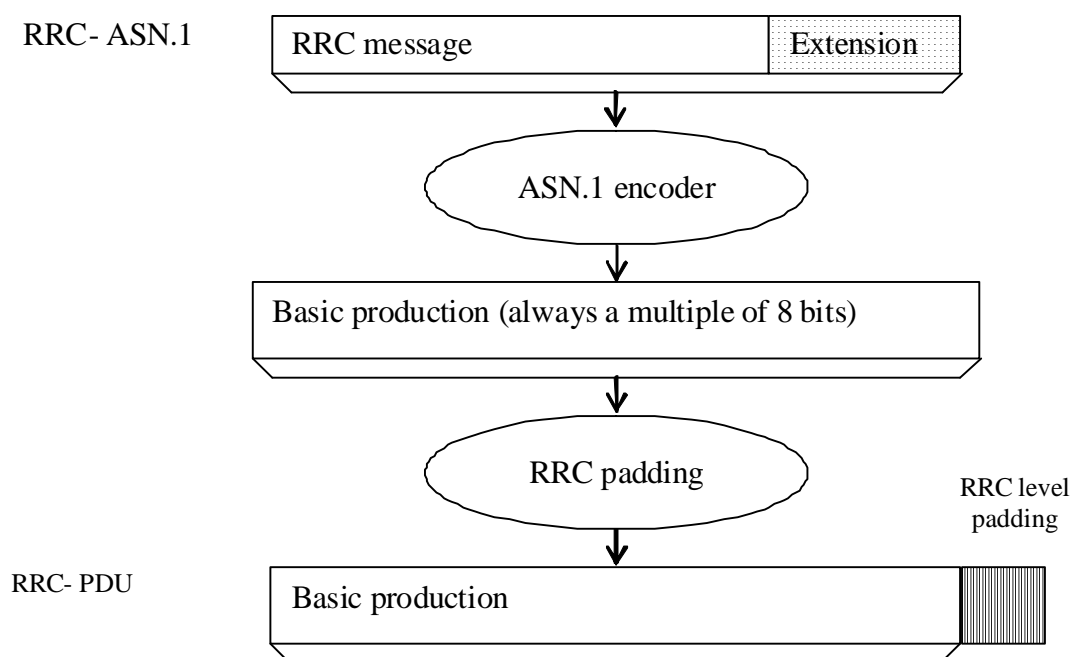 RRC- ASN.1
RRC message
Extension
ASN.1 encoder
Basic production (always a multiple of 8 bits)
RRC padding
RRC level
padding
RRC- PDU
Basic production